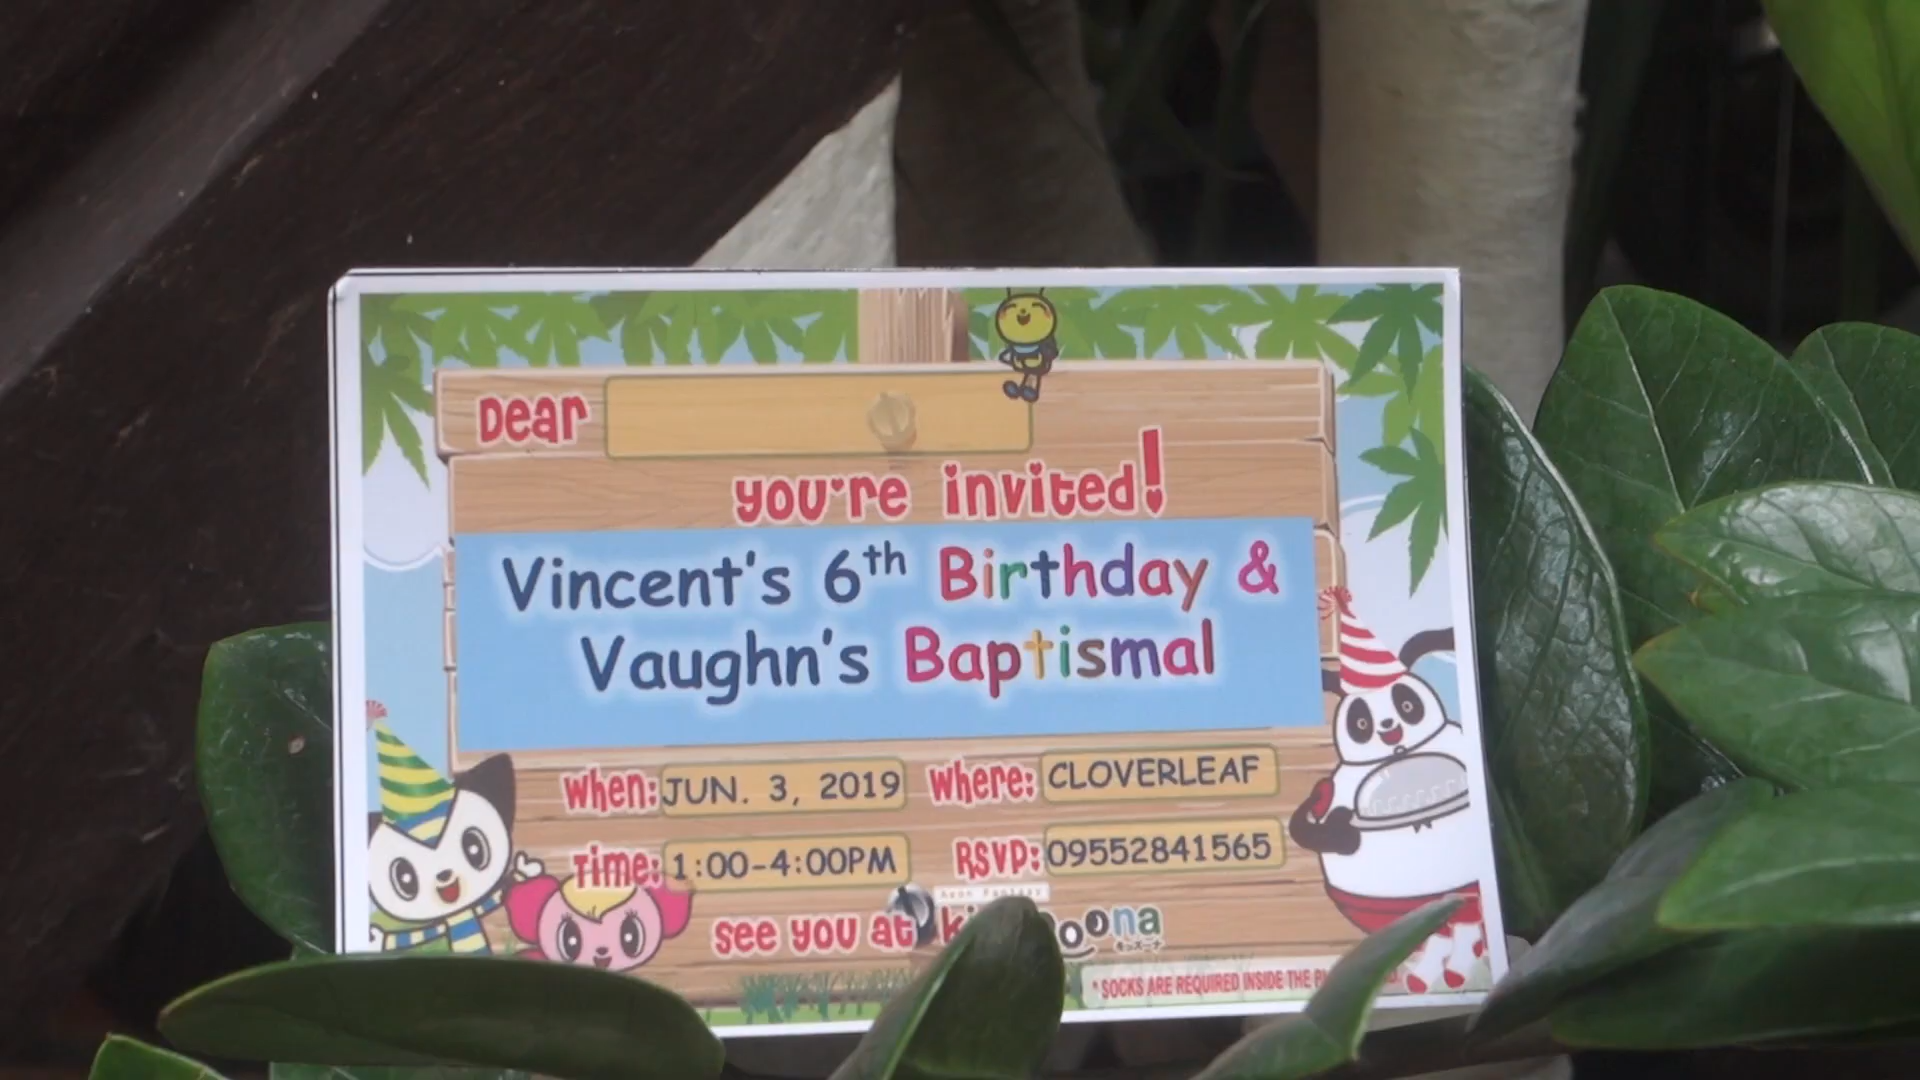 Dear
you're invited!
Vincent's 6th Birthday &
Vaughn's Baptismal
When: JUN. 3, 2019 Where: CLOVERLEAF
Time: 1:00-4:00PM RSVP: 09552841565
see you at
* SOCKS ARE REQUIRED INSIDE THE